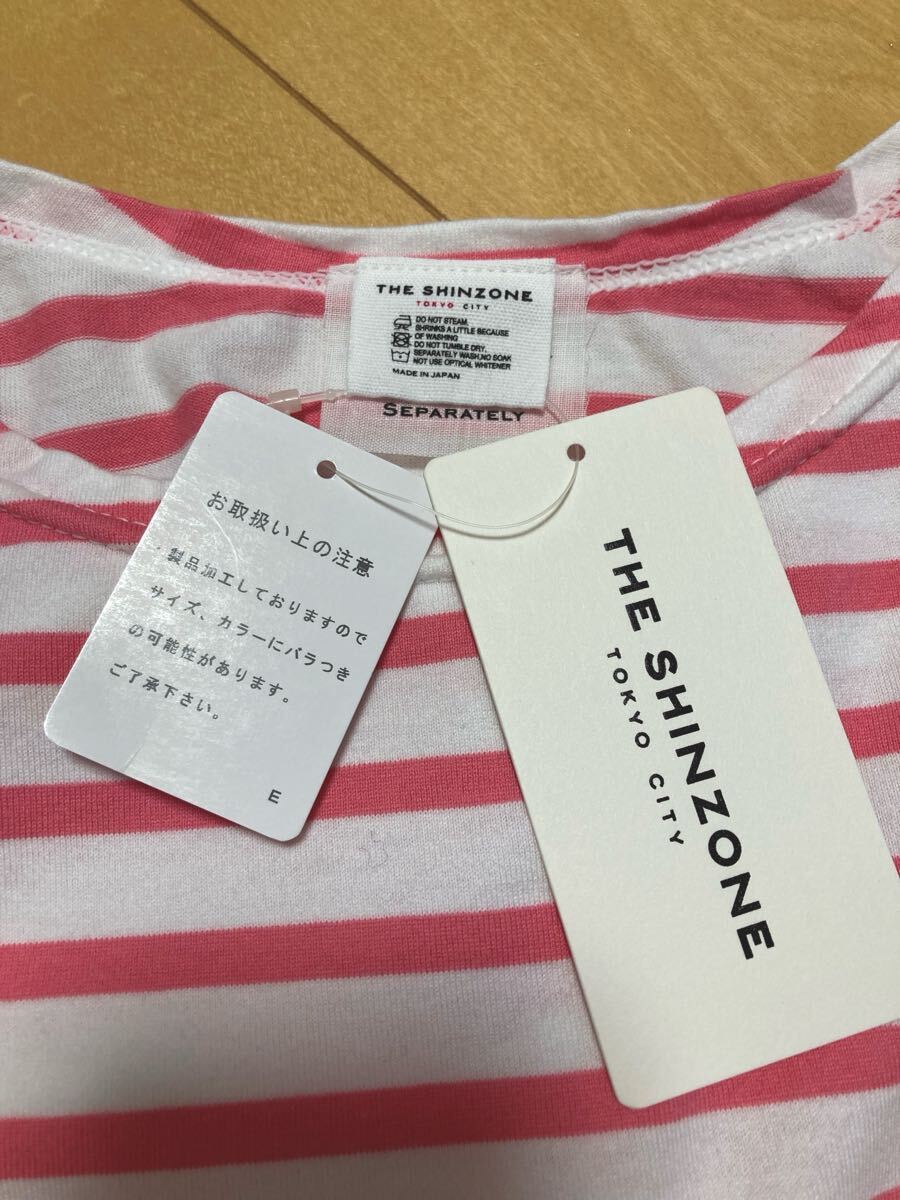 THE SHINZONE
TOKYO CITY
DO NOT STEAM.
SHRINKS A LITTLE BECAUSE
OF WASHING
DO NOT TUMBLE DRY.
SEPARATELY WASH,NO SOAK
NOT USE OPTICAL WHITENER
MADE IN JAPAN
SEPARATELY
お取扱い上の注意
製品加工しておりますので
サイズ、カラーにバラつき
の可能性があります。
ご了承下さい。
E
THE SHINZONE
TOKYO CITY